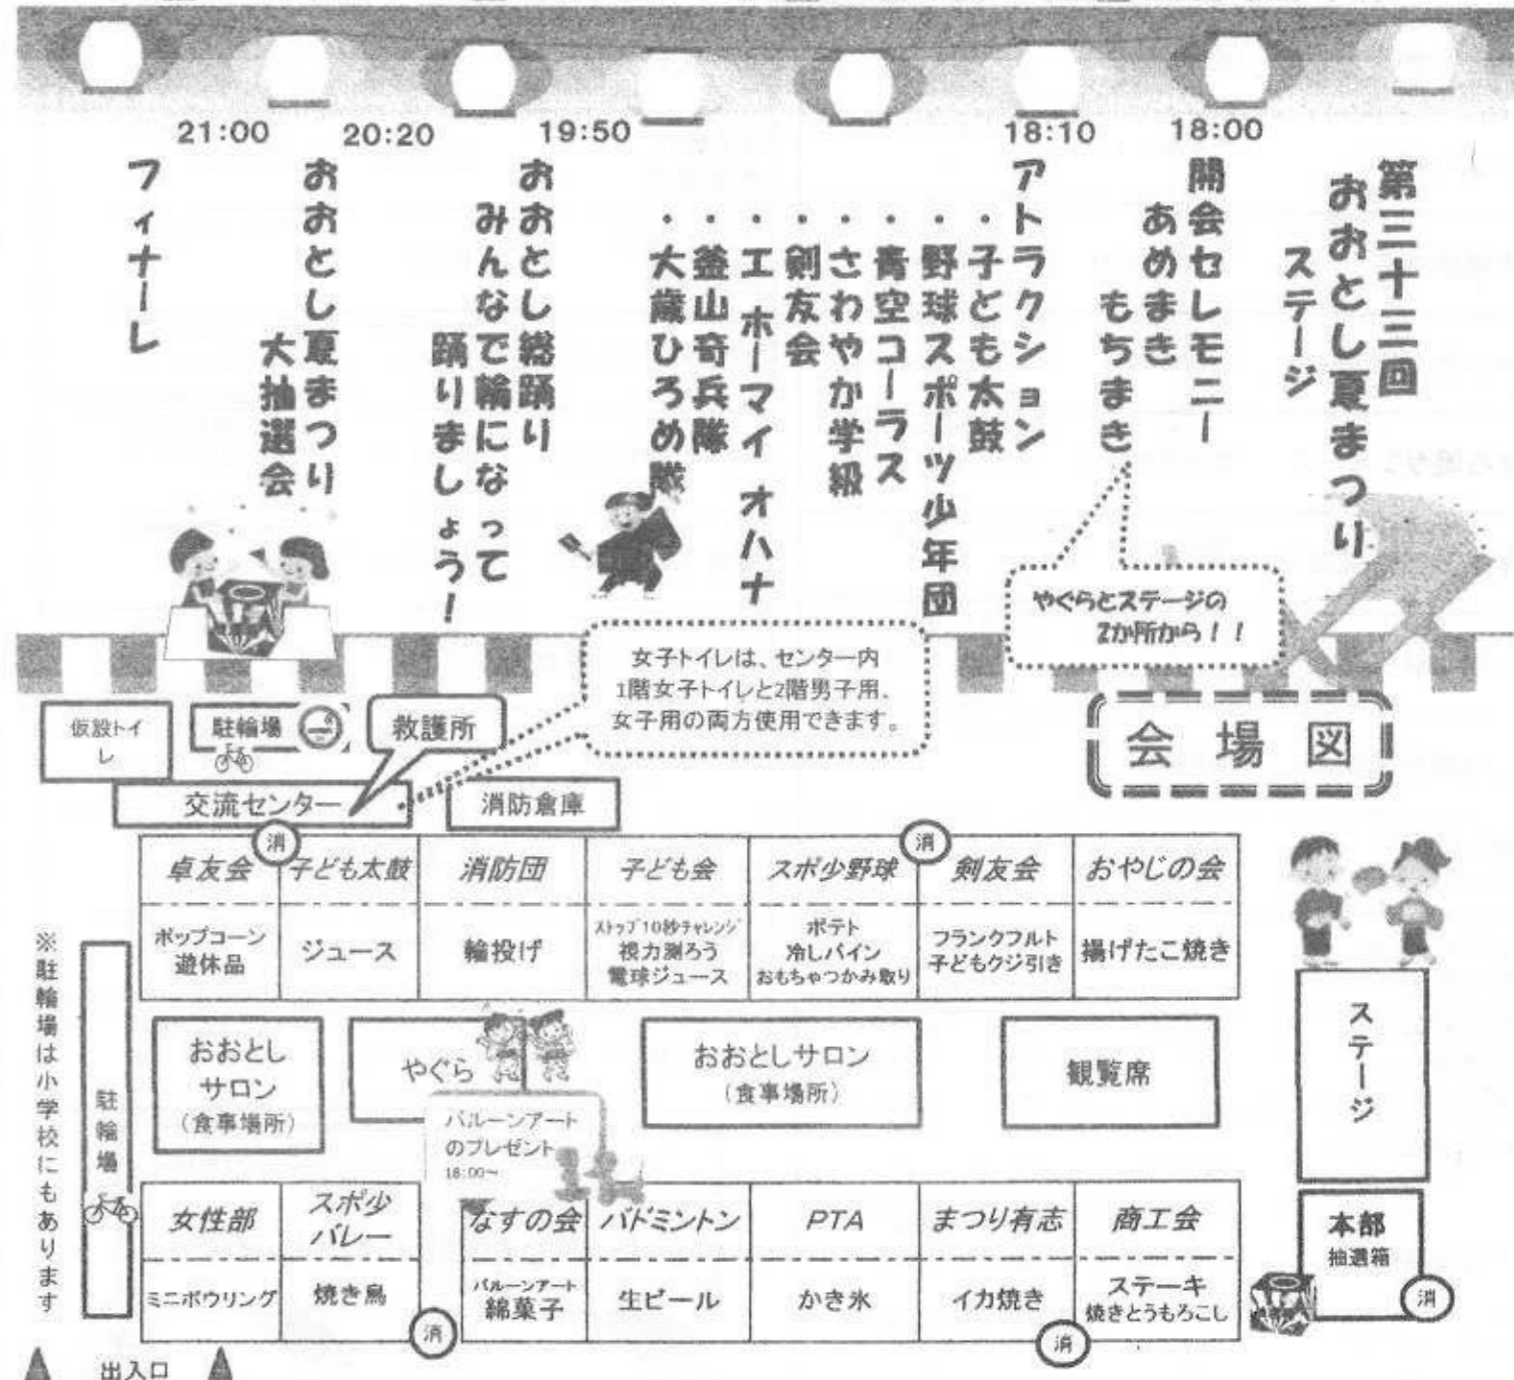 第三十三回
おおとし夏まつり
ステージ
18:00
開会セレモニー
あめまき
もちまき
やぐらとステージの
2か所から！！
18:10
アトラクション
・子ども太鼓
・野球スポーツ少年団
・青空コーラス
・さわやか学級
・剣友会
・エ ホーマイ オハナ
・釜山奇兵隊
・大歳ひろめ隊
19:50
おおとし総踊り
みんなで輪になって
踊りましょう！
20:20
おおとし夏まつり
大抽選会
21:00
フィナーレ
会場図
女子トイレは、センター内
1階女子トイレと2階男子用、
女子用の両方使用できます。
仮設トイ
レ
駐輪場
救護所
交流センター
消防倉庫
消
消
卓友会
子ども太鼓
消防団
子ども会
スポ少野球
剣友会
おやじの会
ポップコーン
遊休品
ジュース
輪投げ
ストップ10秒チャレンジ
視力測ろう
電球ジュース
ポテト
冷しパイン
おもちゃつかみ取り
フランクフルト
子どもクジ引き
揚げたこ焼き
おおとし
サロン
(食事場所)
やぐら
おおとしサロン
(食事場所)
観覧席
ステージ
バルーンアート
のプレゼント
18:00～
女性部
スポ少
バレー
なすの会
バドミントン
PTA
まつり有志
商工会
ミニボウリング
焼き鳥
バルーンアート
綿菓子
生ビール
かき氷
イカ焼き
ステーキ
焼きとうもろこし
本部
抽選箱
消
消
消
駐輪場
※駐輪場は小学校にもあります
出入口